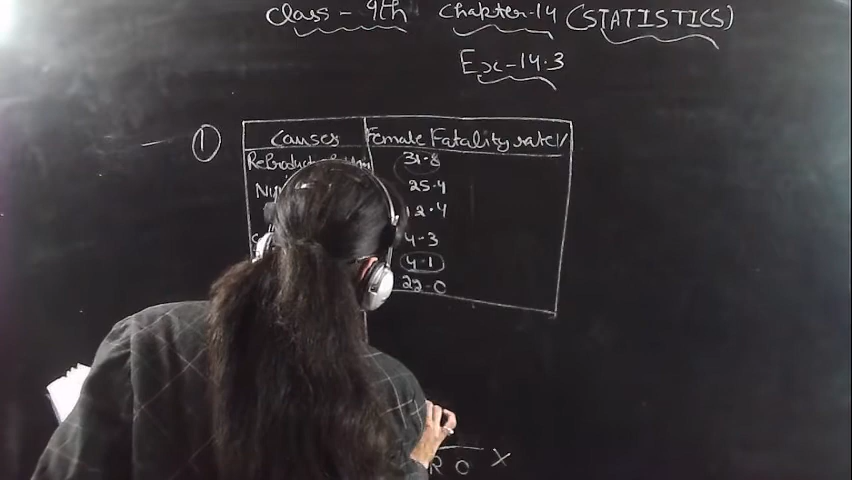 Class - 9th Chapter-14 (STATISTICS)
Ex-14.3
① Causes Female Fatality rate%
31.8
25.4
12.4
4.3
4.1
22.0
R O X